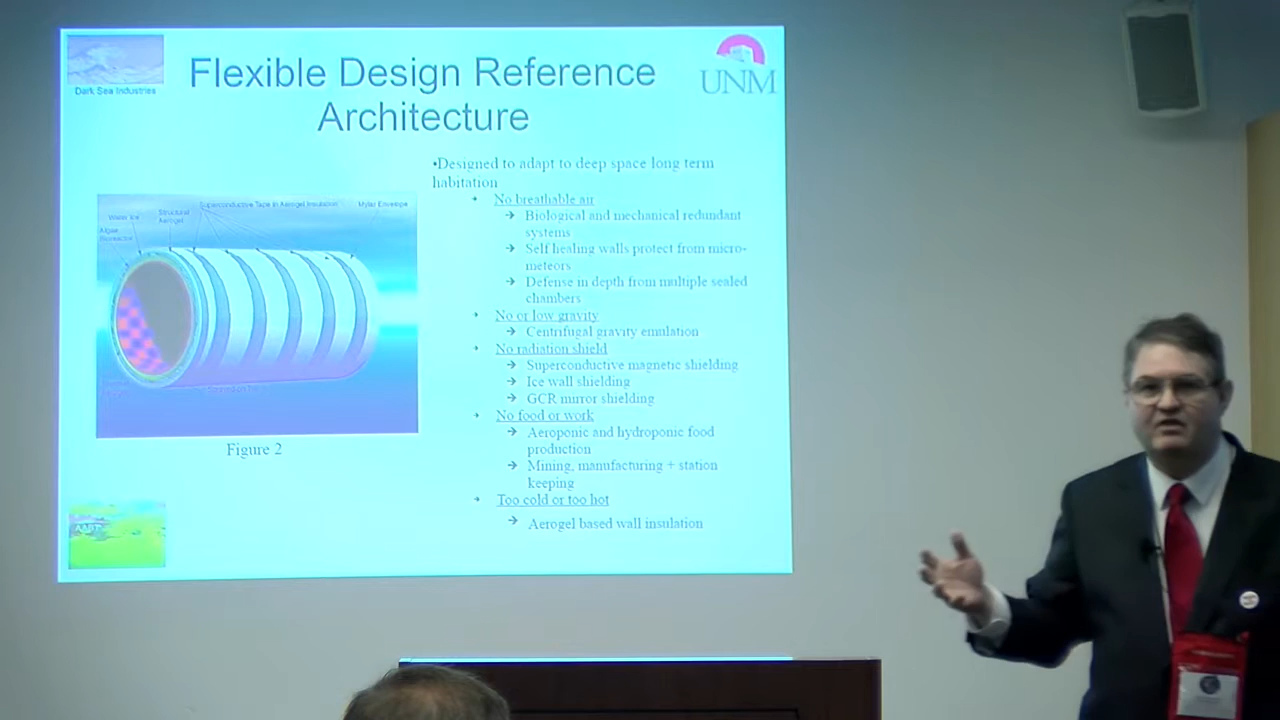 Flexible Design Reference
Architecture
Dark Sea Industries
UNM
•Designed to adapt to deep space long term
habitation
No breathable air
→ Biological and mechanical redundant
systems
→ Self healing walls protect from micro-
meteors
→ Defense in depth from multiple sealed
chambers
No or low gravity
→ Centrifugal gravity emulation
No radiation shield
→ Superconductive magnetic shielding
→ Ice wall shielding
→ GCR mirror shielding
No food or work
→ Aeroponic and hydroponic food
production
→ Mining, manufacturing + station
keeping
Too cold or too hot
→ Aerogel based wall insulation
Superconductive Tape in Aerogel Insulation
Mylar Envelope
Water Ice
Structural
Aerogel
Algae
Bioreactor
Figure 2